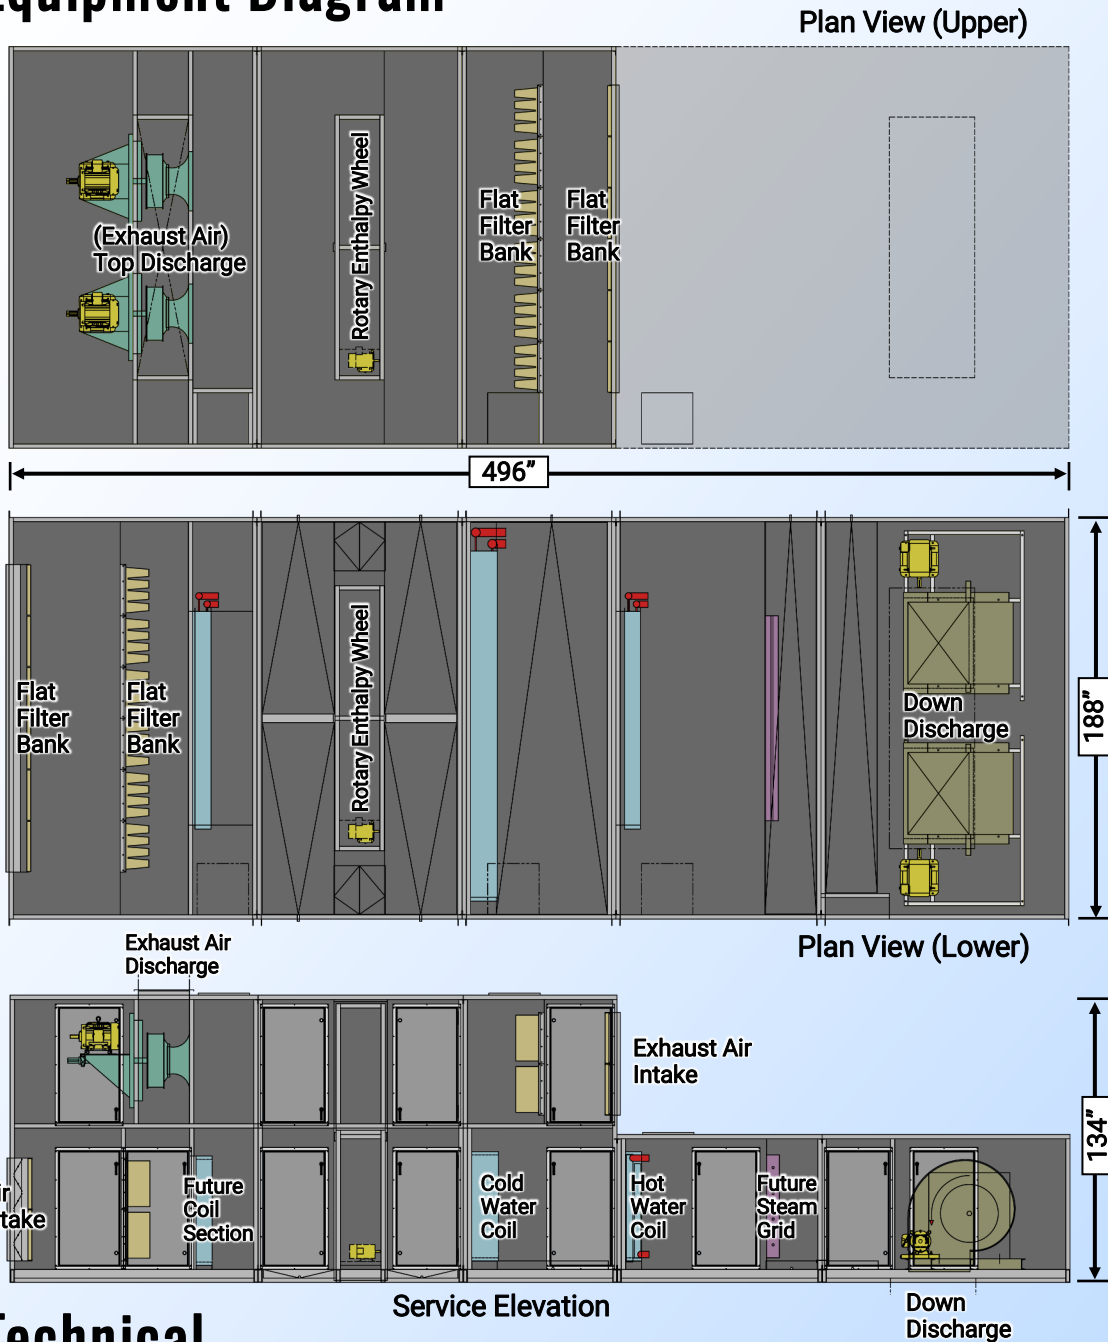 Equipment Diagram
Plan View (Upper)
(Exhaust Air)
Top Discharge
Rotary Enthalpy Wheel
Flat
Filter
Bank
Flat
Filter
Bank
496”
Flat
Filter
Bank
Flat
Filter
Bank
Rotary Enthalpy Wheel
Down
Discharge
188”
Plan View (Lower)
Exhaust Air
Discharge
Exhaust Air
Intake
134”
ir
take
Future
Coil
Section
Cold
Water
Coil
Hot
Water
Coil
Future
Steam
Grid
Service Elevation
Down
Discharge
Technical